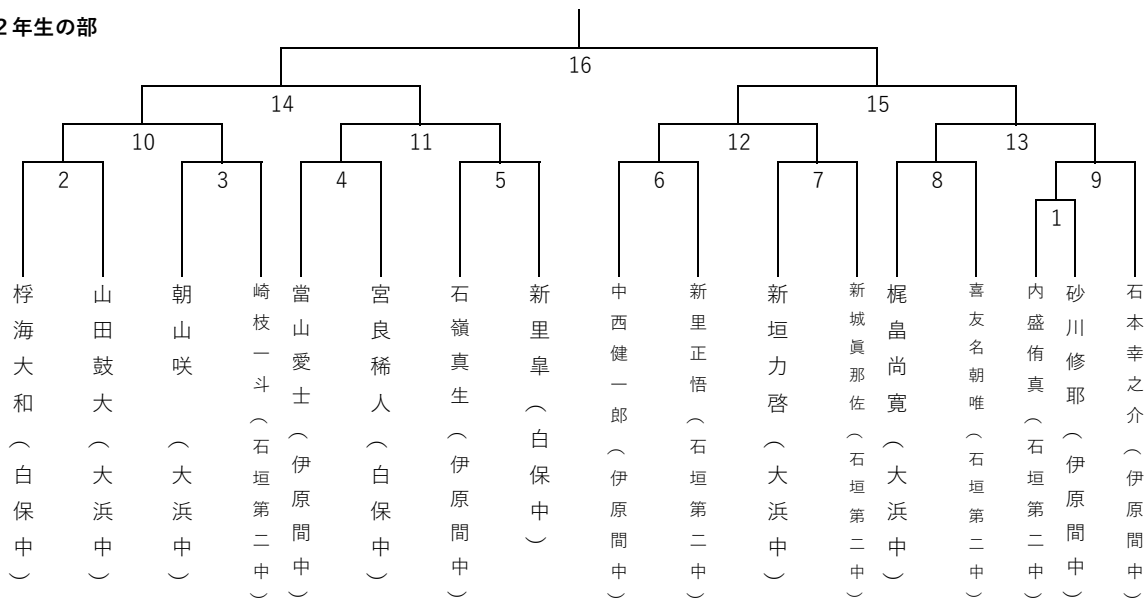 ２年生の部
16
14
15
10
11
12
13
2
3
4
5
6
7
8
9
1
桴海大和（白保中）
山田鼓大（大浜中）
朝山咲　（大浜中）
崎枝一斗（石垣第二中）
當山愛士（伊原間中）
宮良稀人（白保中）
石嶺真生（伊原間中）
新里皐（白保中）
中西健一郎（伊原間中）
新里正悟（石垣第二中）
新垣力啓（大浜中）
新城眞那佐（石垣第二中）
梶畠尚寛（大浜中）
喜友名朝唯（石垣第二中）
内盛侑真（石垣第二中）
砂川修耶（伊原間中）
石本幸之介（伊原間中）